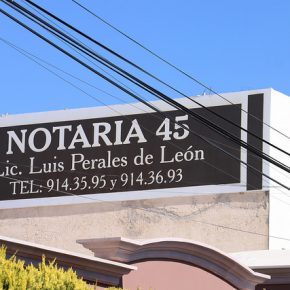 NOTARIA 45
Lic. Luis Perales de León
TEL: 914.35.95 y 914.36.93